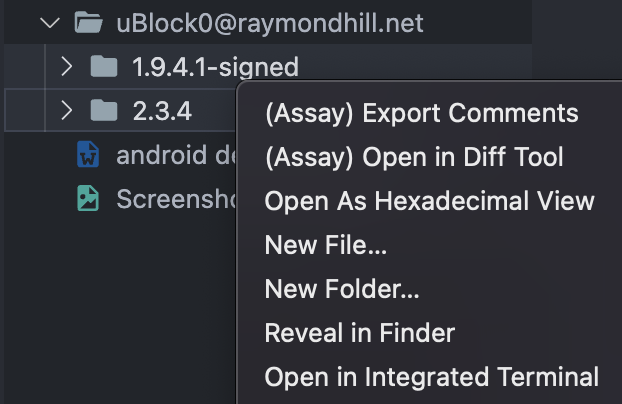 uBlock0@raymondhill.net
1.9.4.1-signed
2.3.4
(Assay) Export Comments
android de
(Assay) Open in Diff Tool
Screensho
Open As Hexadecimal View
New File...
New Folder...
Reveal in Finder
Open in Integrated Terminal